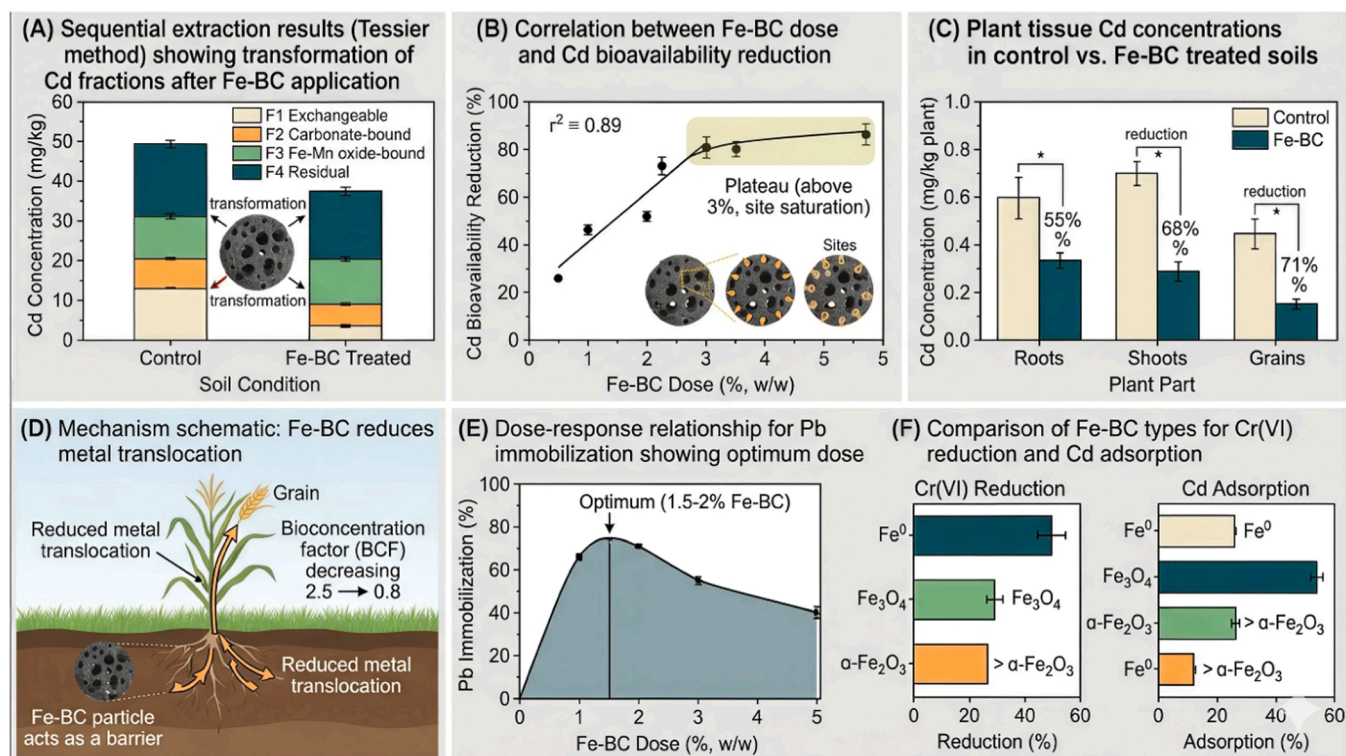 (A) Sequential extraction results (Tessier
method) showing transformation of
Cd fractions after Fe-BC application
Cd Concentration (mg/kg)
60
50
40
30
20
10
0
F1 Exchangeable
F2 Carbonate-bound
F3 Fe-Mn oxide-bound
F4 Residual
transformation
transformation
Control
Fe-BC Treated
Soil Condition
(B) Correlation between Fe-BC dose
and Cd bioavailability reduction
Cd Bioavailability Reduction (%)
100
80
60
40
20
0
r² ≡ 0.89
Plateau (above
3%, site saturation)
Sites
0 1 2 3 4 5
Fe-BC Dose (%, w/w)
(C) Plant tissue Cd concentrations
in control vs. Fe-BC treated soils
Cd Concentration (mg/kg plant)
1.0
0.8
0.6
0.4
0.2
0.0
Control
Fe-BC
*
55%
%
reduction
*
68%
%
reduction
*
71%
%
Roots
Shoots
Grains
Plant Part
(D) Mechanism schematic: Fe-BC reduces
metal translocation
Grain
Reduced metal
translocation
Bioconcentration
factor (BCF)
decreasing
2.5 → 0.8
Reduced metal
translocation
Fe-BC particle
acts as a barrier
(E) Dose-response relationship for Pb
immobilization showing optimum dose
Pb Immobilization (%)
100
80
60
40
20
0
Optimum (1.5-2% Fe-BC)
0 1 2 3 4 5
Fe-BC Dose (%, w/w)
(F) Comparison of Fe-BC types for Cr(VI)
reduction and Cd adsorption
Cr(VI) Reduction
Fe⁰
Fe₃O₄
Fe₃O₄
α-Fe₂O₃
> α-Fe₂O₃
0 20 40 60
Reduction (%)
Cd Adsorption
Fe⁰
Fe⁰
Fe₃O₄
α-Fe₂O₃
> α-Fe₂O₃
Fe⁰
> α-Fe₂O₃
0 20 40 60
Adsorption (%)